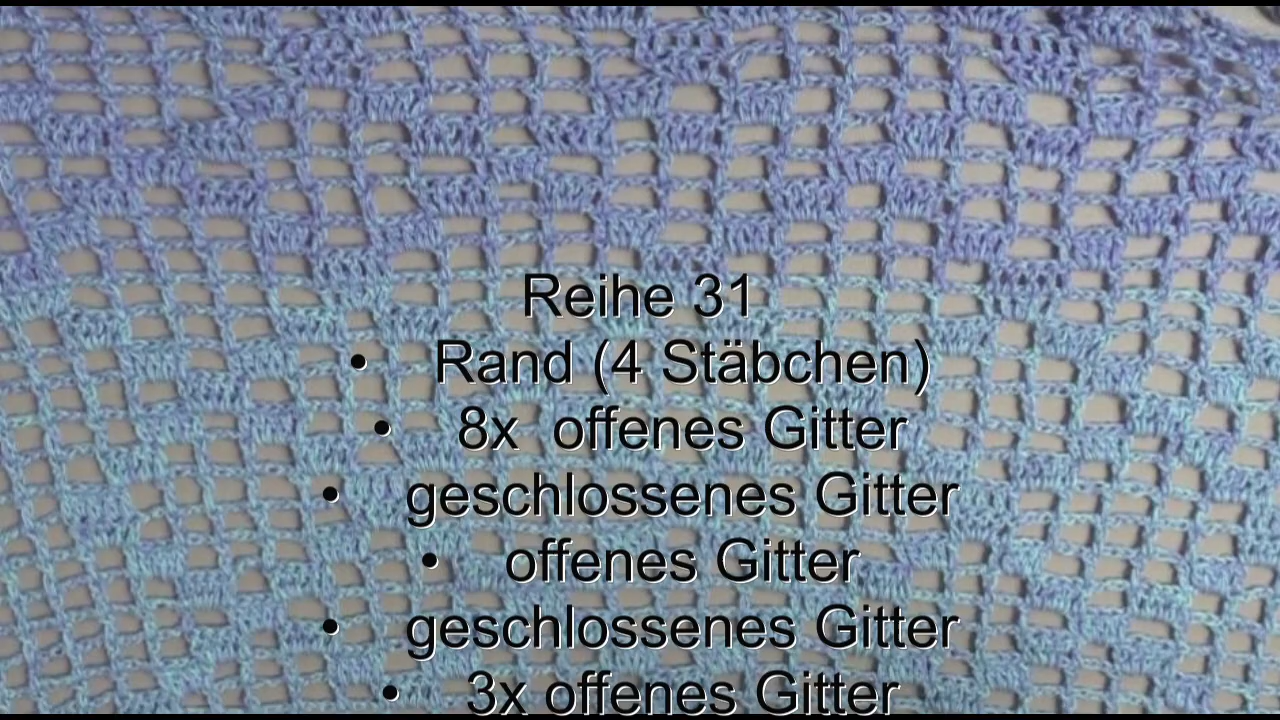 Reihe 31
• Rand (4 Stäbchen)
• 8x offenes Gitter
• geschlossenes Gitter
• offenes Gitter
• geschlossenes Gitter
• 3x offenes Gitter